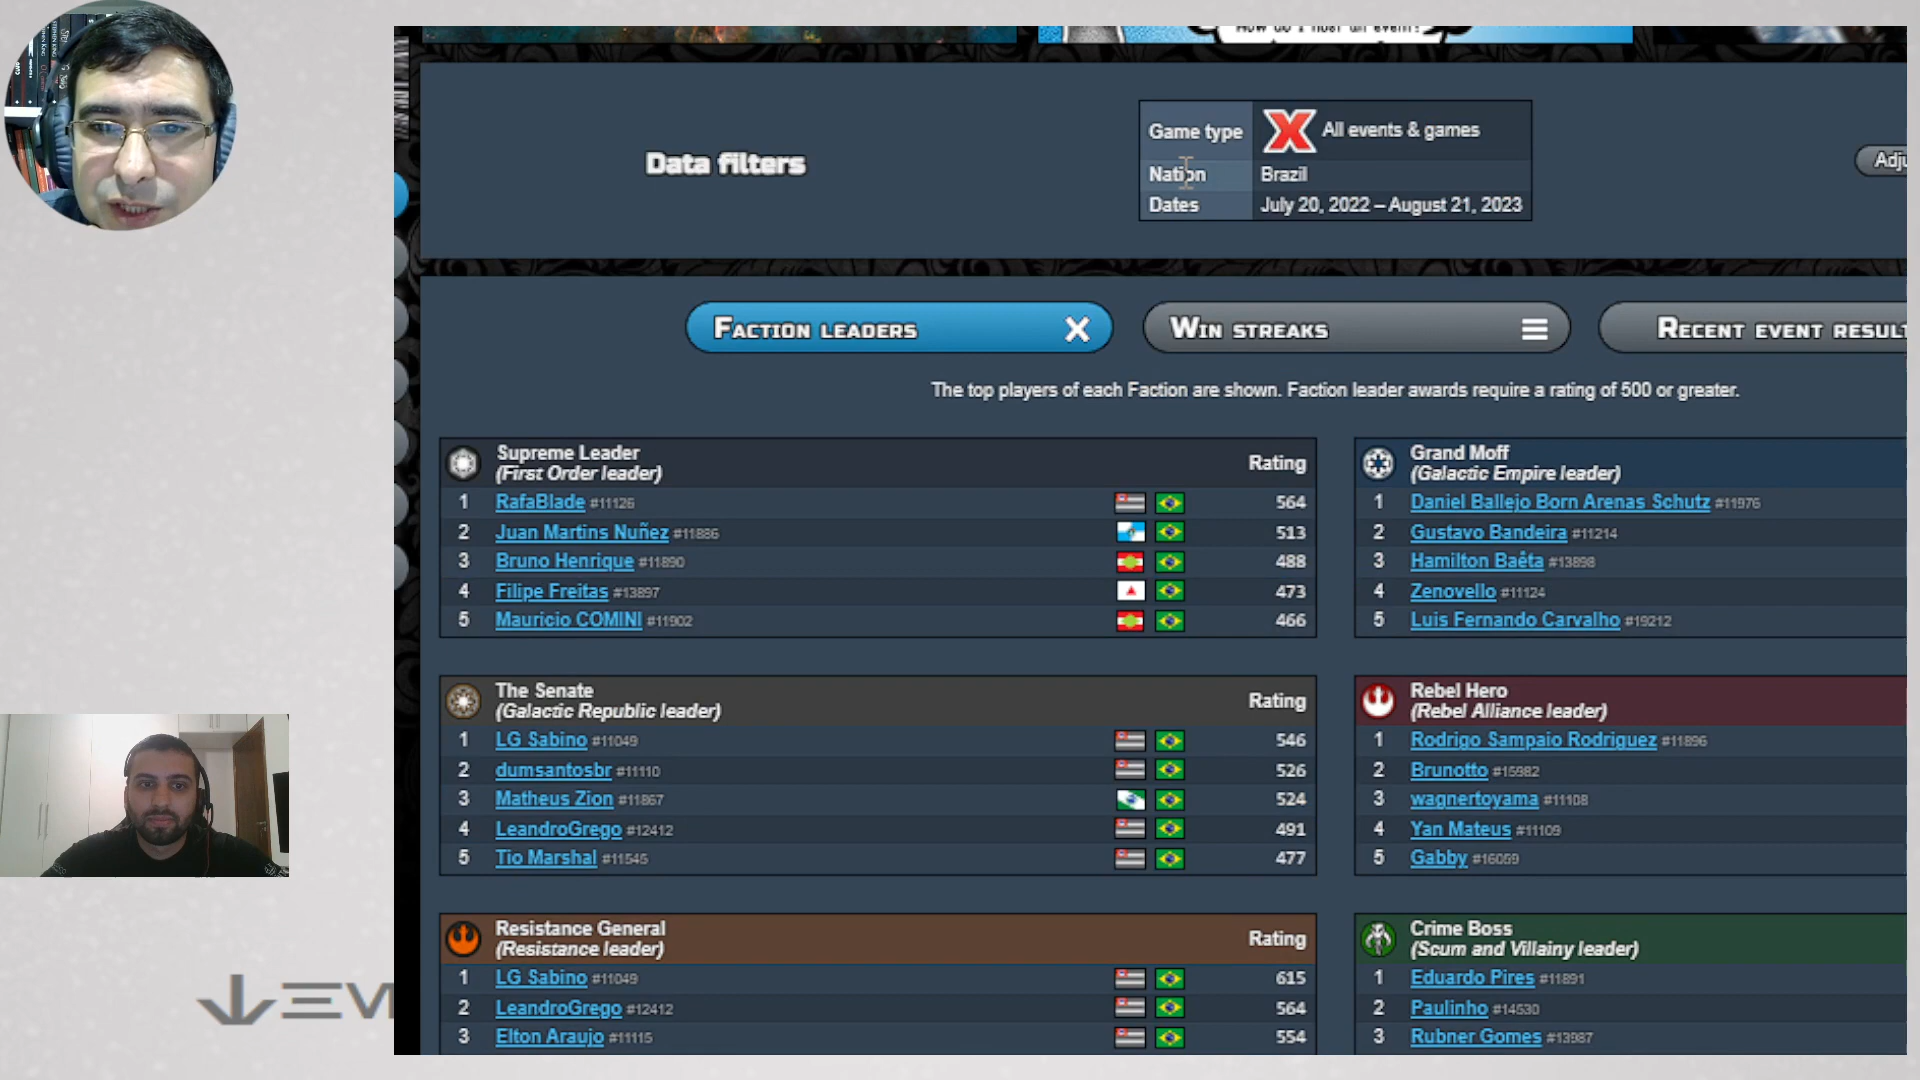 Data filters
Game type All events & games
Nation Brazil
Dates July 20, 2022 – August 21, 2023
FACTION LEADERS
WIN STREAKS
RECENT EVENT RESULT
The top players of each Faction are shown. Faction leader awards require a rating of 500 or greater.
Supreme Leader
(First Order leader)
Rating
1 RafaBlade #11126 564
2 Juan Martins Nuñez #11886 513
3 Bruno Henrique #11890 488
4 Filipe Freitas #13897 473
5 Mauricio COMINI #11902 466
Grand Moff
(Galactic Empire leader)
1 Daniel Ballejo Born Arenas Schutz #11976
2 Gustavo Bandeira #11214
3 Hamilton Baêta #13898
4 Zenovello #11124
5 Luis Fernando Carvalho #19212
The Senate
(Galactic Republic leader)
Rating
1 LG Sabino #11049 546
2 dumsantosbr #11110 526
3 Matheus Zion #11867 524
4 LeandroGrego #12412 491
5 Tio Marshal #11545 477
Rebel Hero
(Rebel Alliance leader)
1 Rodrigo Sampaio Rodriguez #11896
2 Brunotto #15982
3 wagnertoyama #11108
4 Yan Mateus #11109
5 Gabby #16059
Resistance General
(Resistance leader)
Rating
1 LG Sabino #11049 615
2 LeandroGrego #12412 564
3 Elton Araujo #11115 554
Crime Boss
(Scum and Villainy leader)
1 Eduardo Pires #11891
2 Paulinho #14530
3 Rubner Gomes #13987